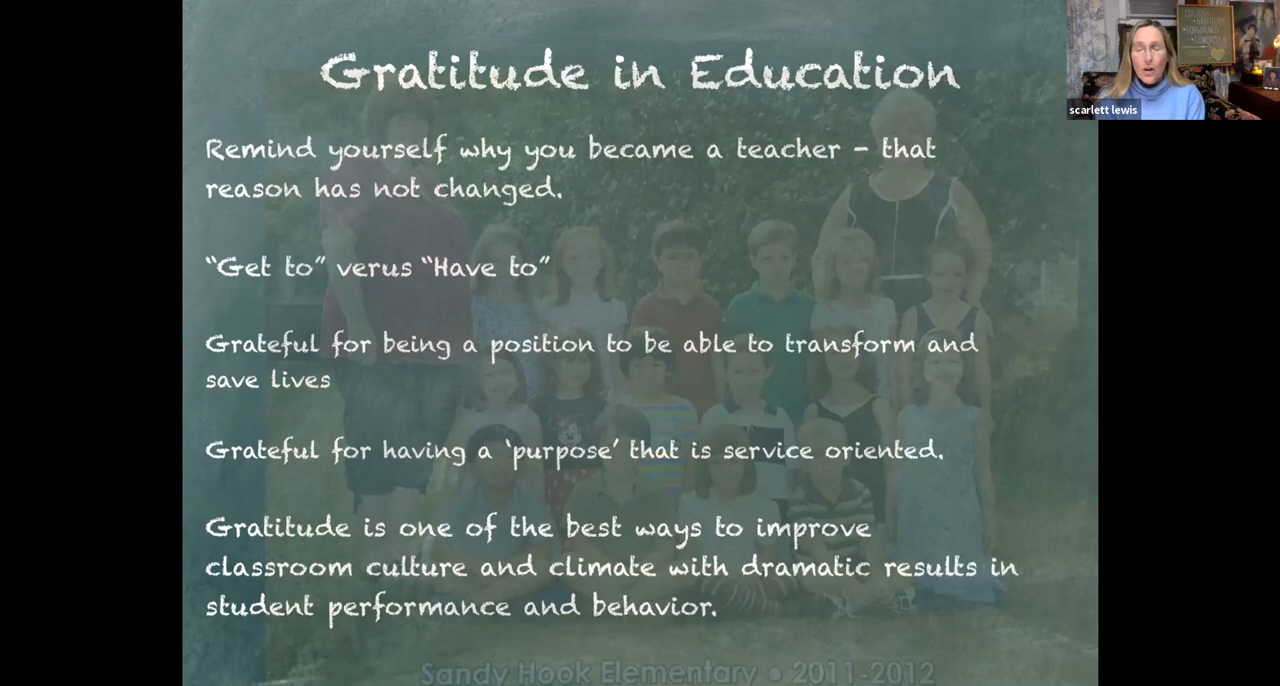 Gratitude in Education
scarlett lewis
Remind yourself why you became a teacher – that
reason has not changed.
“Get to” verus “Have to”
Grateful for being a position to be able to transform and
save lives
Grateful for having a ‘purpose’ that is service oriented.
Gratitude is one of the best ways to improve
classroom culture and climate with dramatic results in
student performance and behavior.
Sandy Hook Elementary • 2011-2012